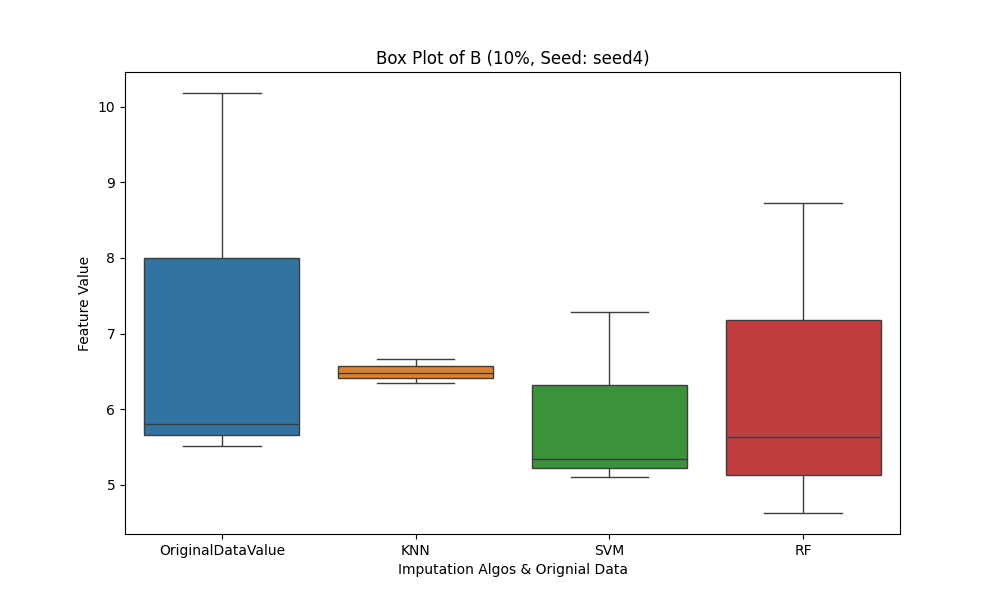 Box Plot of B (10%, Seed: seed4)
Feature Value
10
9
8
7
6
5
OriginalDataValue
KNN
SVM
RF
Imputation Algos & Orignial Data